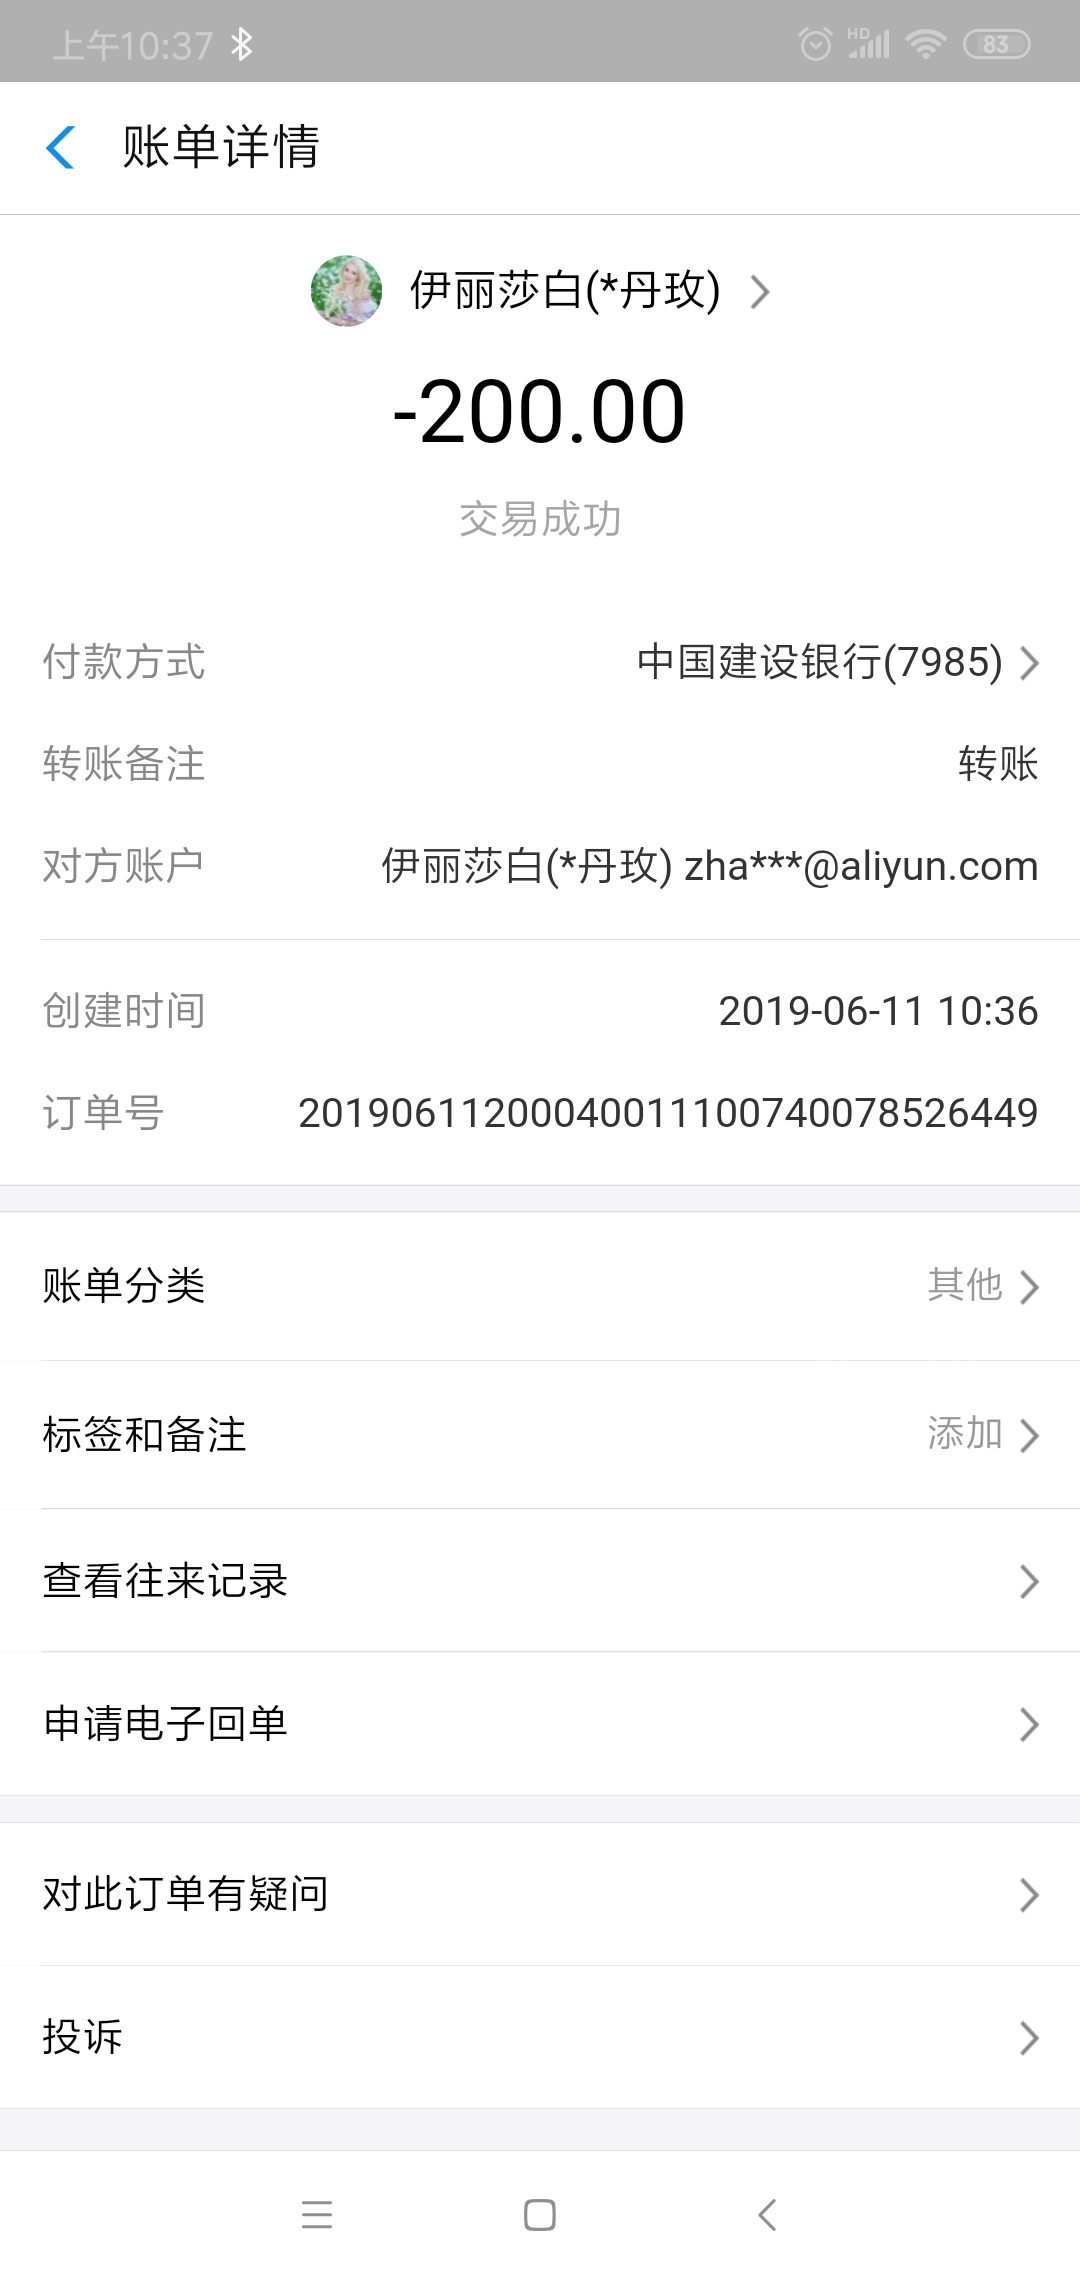 上午10:37
HD
83
账单详情
伊丽莎白(*丹玫)
-200.00
交易成功
付款方式 中国建设银行(7985)
转账备注 转账
对方账户 伊丽莎白(*丹玫) zha***@aliyun.com
创建时间 2019-06-11 10:36
订单号 20190611200040011100740078526449
账单分类 其他
标签和备注 添加
查看往来记录
申请电子回单
对此订单有疑问
投诉